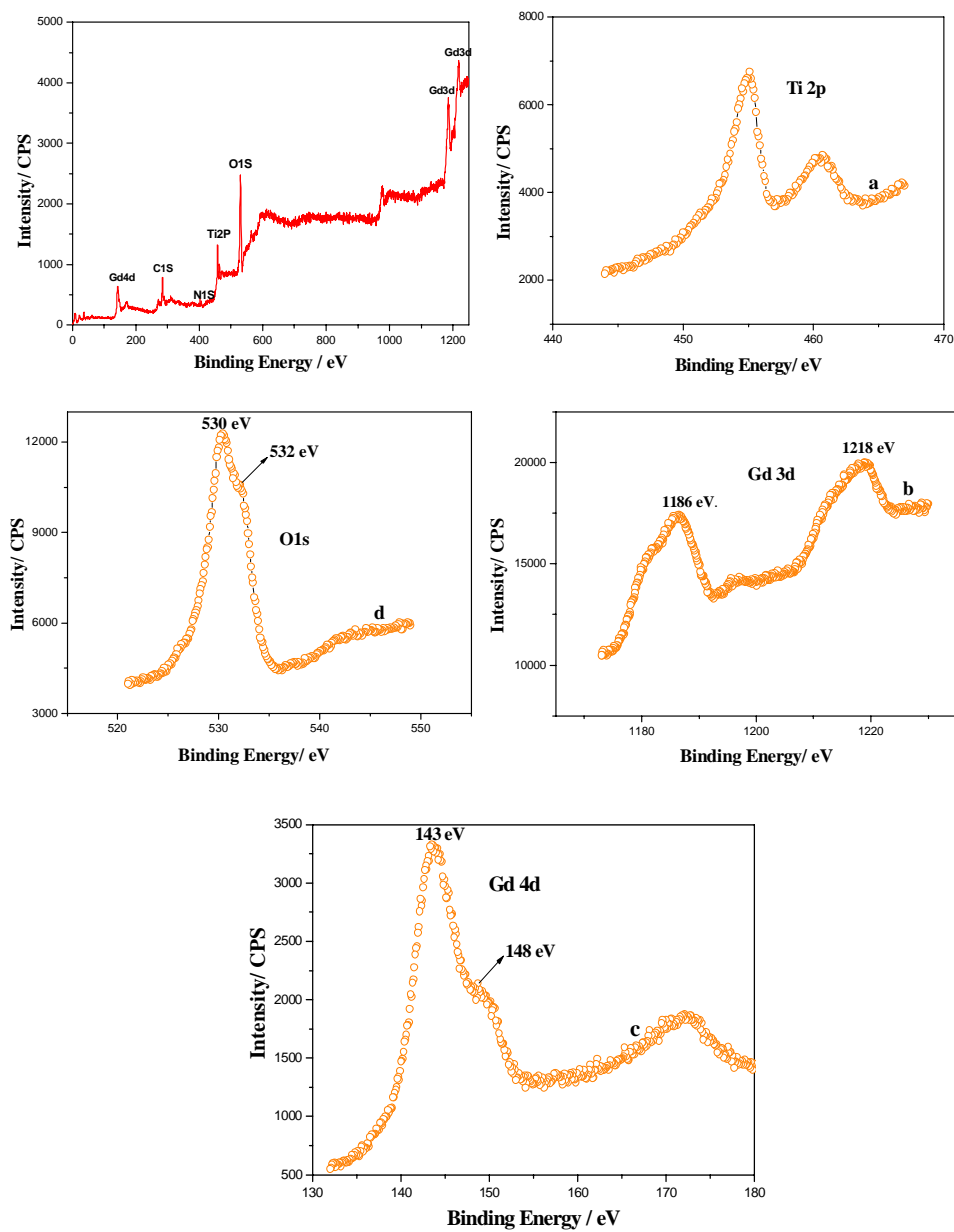 5000
4000
3000
2000
1000
0
Intensity/ CPS
Gd4d
C1S
N1S
Ti2P
O1S
Gd3d
Gd3d
0 200 400 600 800 1000 1200
Binding Energy / eV
8000
6000
4000
2000
Intensity/ CPS
Ti 2p
a
440 450 460 470
Binding Energy/ eV
12000
9000
6000
3000
Intensity/ CPS
530 eV
532 eV
O1s
d
520 530 540 550
Binding Energy/ eV
20000
15000
10000
Intensity/ CPS
1218 eV
Gd 3d
b
1186 eV.
1180 1200 1220
Binding Energy/ eV
3500
3000
2500
2000
1500
1000
500
Intensity/ CPS
143 eV
Gd 4d
148 eV
c
130 140 150 160 170 180
Binding Energy / eV